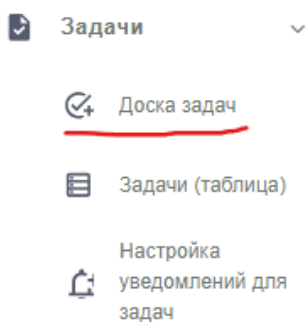 Задачи
Доска задач
Задачи (таблица)
Настройка
уведомлений для
задач